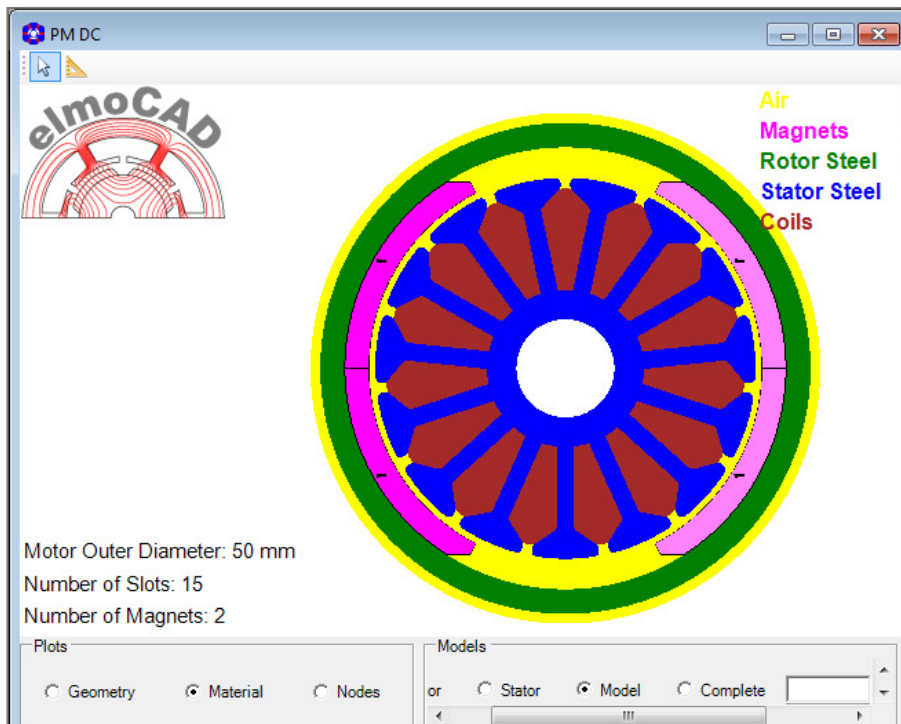 PM DC
elmoCAD
Air
Magnets
Rotor Steel
Stator Steel
Coils
Motor Outer Diameter: 50 mm
Number of Slots: 15
Number of Magnets: 2
Plots
Geometry Material Nodes
Models
or Stator Model Complete